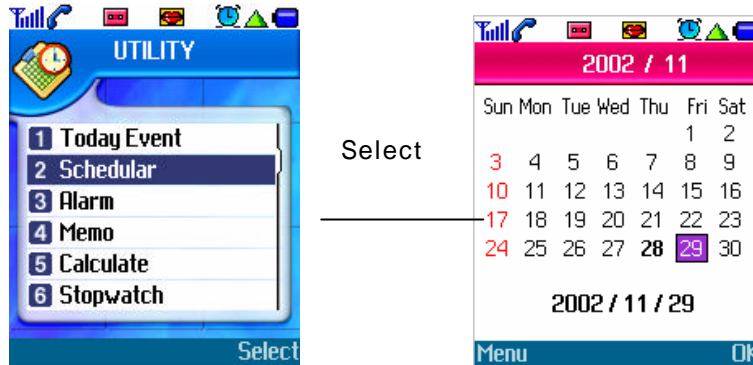 UTILITY
1 Today Event
2 Schedular
3 Alarm
4 Memo
5 Calculate
6 Stopwatch
Select
Select
2002 / 11
Sun Mon Tue Wed Thu Fri Sat
1 2
3 4 5 6 7 8 9
10 11 12 13 14 15 16
17 18 19 20 21 22 23
24 25 26 27 28 29 30
2002 / 11 / 29
Menu OK